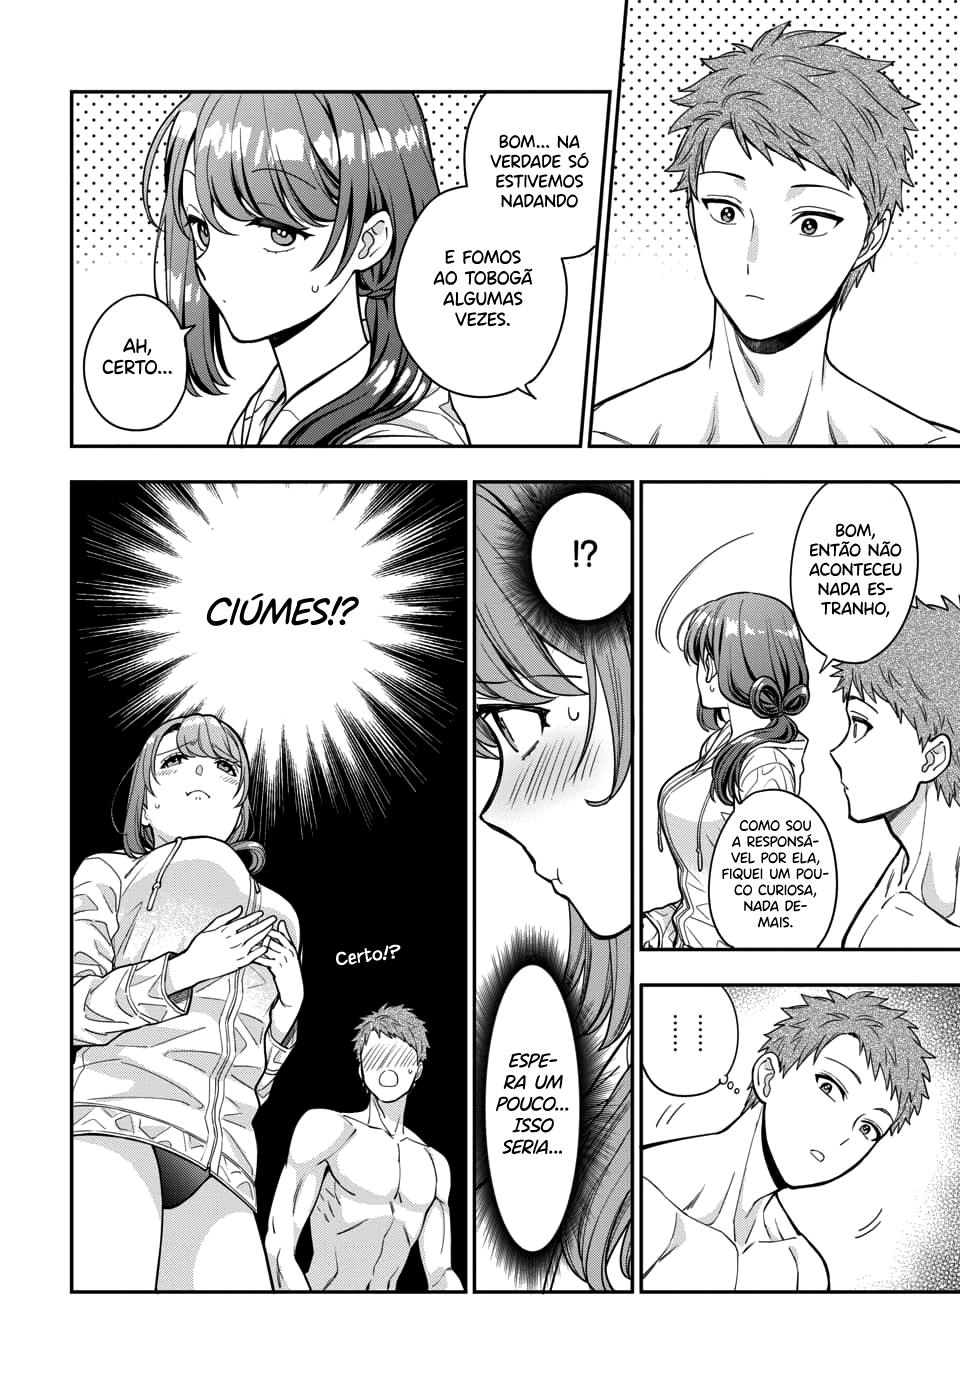 BOM... NA
VERDADE SÓ
ESTIVEMOS
NADANDO
E FOMOS
AO TOBOGÃ
ALGUMAS
VEZES.
AH,
CERTO...
BOM,
ENTÃO NÃO
ACONTECEU
NADA ES-
TRANHO,
COMO SOU
A RESPONSÁ-
VEL POR ELA,
FIQUEI UM POU-
CO CURIOSA,
NADA DE-
MAIS.
......
!?
ESPE-
RA UM
POUCO...
ISSO
SERIA...
CIÚMES!?
Certo!?